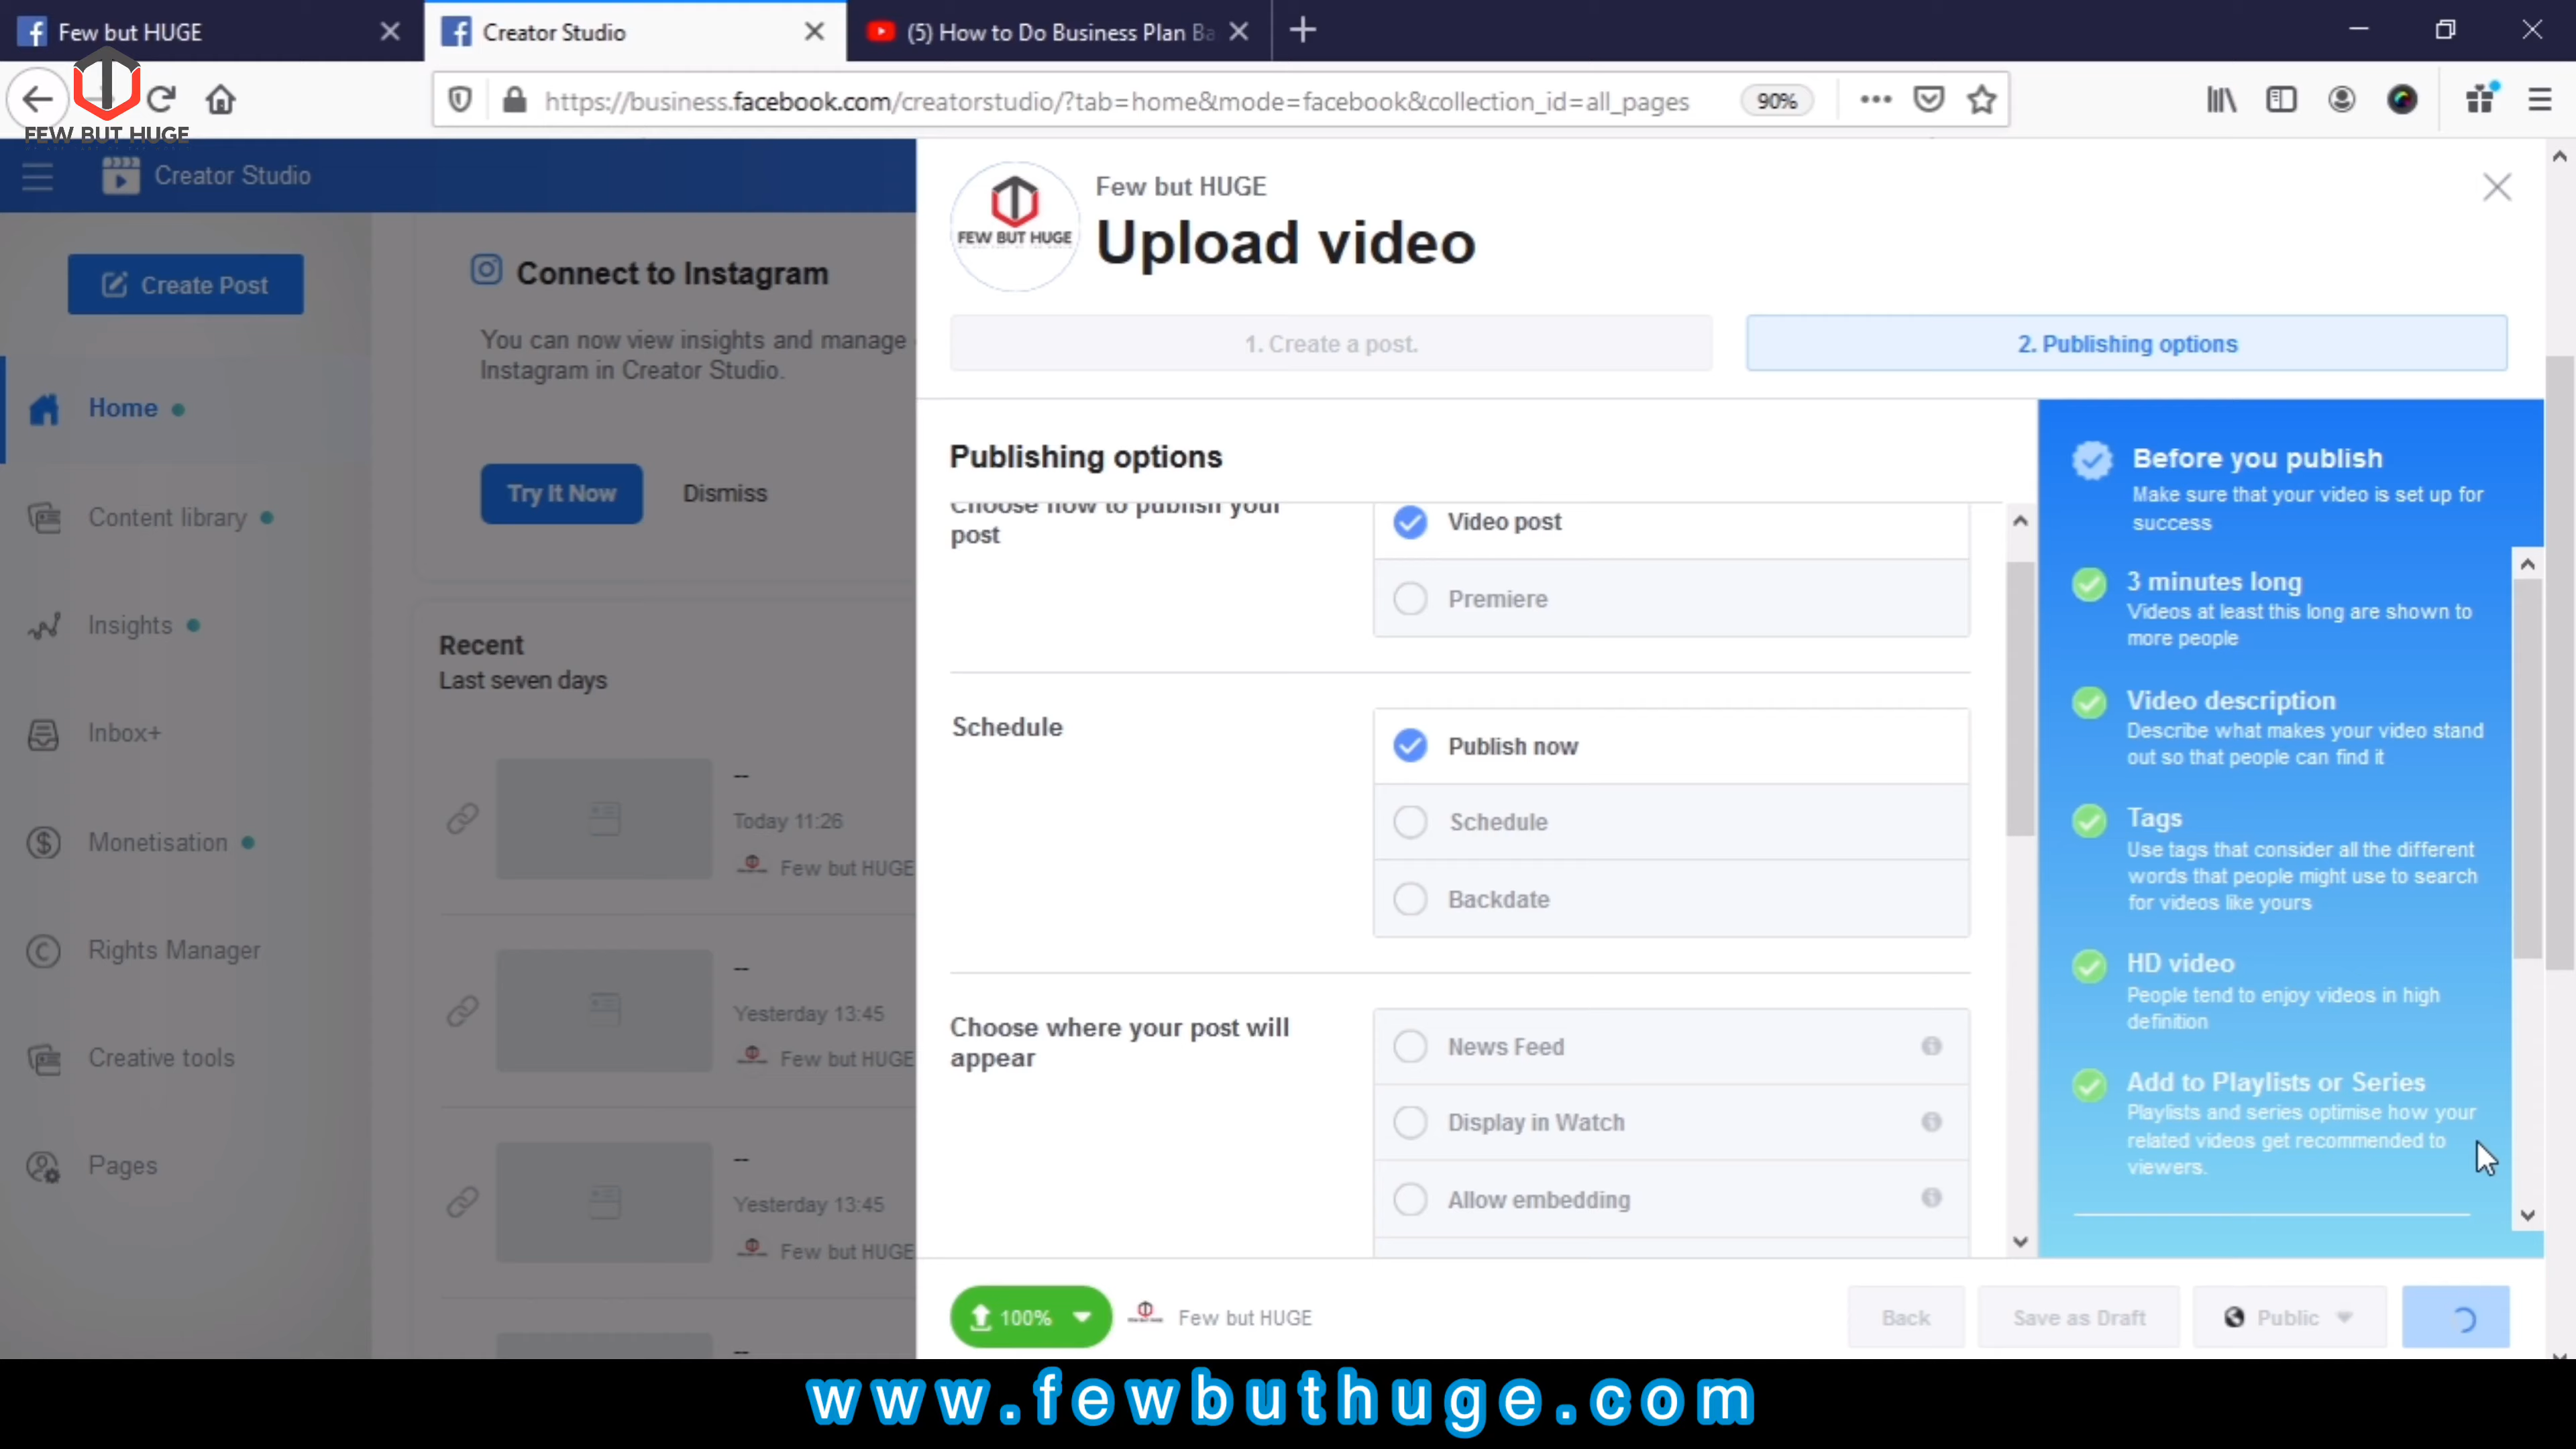 Few but HUGE
Creator Studio
(5) How to Do Business Plan Ba
FEW BUT HUGE
https://business.facebook.com/creatorstudio/?tab=home&mode=facebook&collection_id=all_pages
90%
Creator Studio
Create Post
Home
Content library
Insights
Inbox+
Monetisation
Rights Manager
Creative tools
Pages
Connect to Instagram
You can now view insights and manage
Instagram in Creator Studio.
Try It Now
Dismiss
Recent
Last seven days
--
Today 11:26
Few but HUGE
--
Yesterday 13:45
Few but HUGE
--
Yesterday 13:45
Few but HUGE
--
FEW BUT HUGE
Few but HUGE
Upload video
1. Create a post.
2. Publishing options
Publishing options
Choose how to publish your
post
Video post
Premiere
Schedule
Publish now
Schedule
Backdate
Choose where your post will
appear
News Feed
Display in Watch
Allow embedding
Before you publish
Make sure that your video is set up for
success
3 minutes long
Videos at least this long are shown to
more people
Video description
Describe what makes your video stand
out so that people can find it
Tags
Use tags that consider all the different
words that people might use to search
for videos like yours
HD video
People tend to enjoy videos in high
definition
Add to Playlists or Series
Playlists and series optimise how your
related videos get recommended to
viewers.
100%
Few but HUGE
Back
Save as Draft
Public
www.fewbuthuge.com